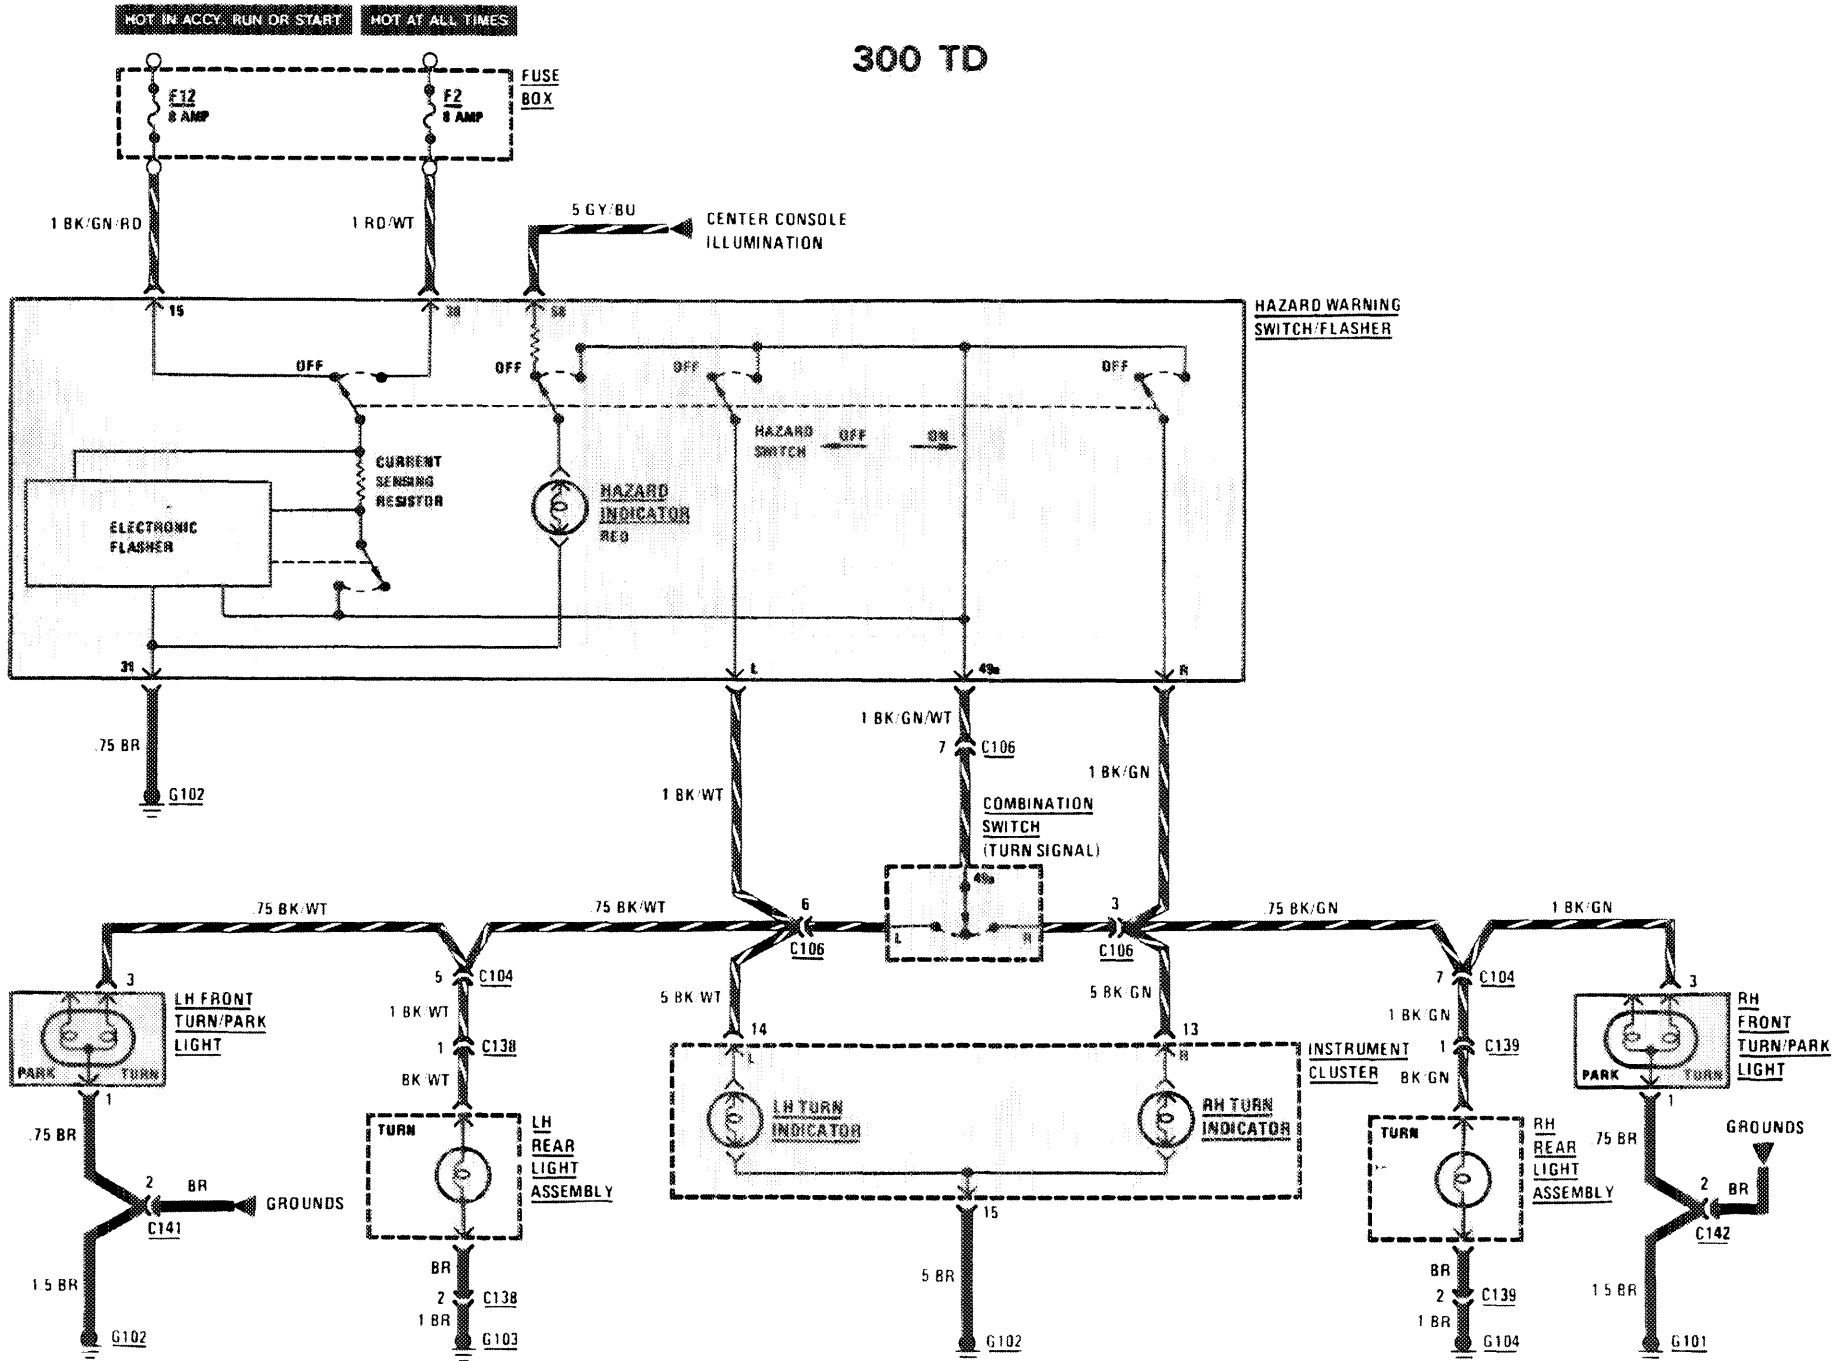 HOT IN ACCY, RUN OR START
HOT AT ALL TIMES
300 TD
FUSE
BOX
F12
8 AMP
F2
8 AMP
1 BK/GN/RD
1 RD/WT
5 GY/BU
CENTER CONSOLE
ILLUMINATION
HAZARD WARNING
SWITCH/FLASHER
15
30
58
OFF
OFF
OFF
OFF
HAZARD
SWITCH
OFF
ON
CURRENT
SENSING
RESISTOR
HAZARD
INDICATOR
RED
ELECTRONIC
FLASHER
31
L
49a
R
.75 BR
G102
1 BK/WT
1 BK/GN/WT
7
C106
1 BK/GN
COMBINATION
SWITCH
(TURN SIGNAL)
49a
L
R
.75 BK/WT
.75 BK/WT
6
C106
3
C106
.75 BK/GN
1 BK/GN
3
LH FRONT
TURN/PARK
LIGHT
PARK
TURN
1
5
C104
1 BK/WT
1
C138
BK/WT
5 BK/WT
14
5 BK/GN
13
L
R
INSTRUMENT
CLUSTER
LH TURN
INDICATOR
RH TURN
INDICATOR
7
C104
1 BK/GN
1
C139
BK/GN
3
RH
FRONT
TURN/PARK
LIGHT
PARK
TURN
1
.75 BR
2
BR
GROUNDS
C141
1.5 BR
G102
TURN
LH
REAR
LIGHT
ASSEMBLY
BR
2
C138
1 BR
G103
15
5 BR
G102
TURN
RH
REAR
LIGHT
ASSEMBLY
BR
2
C139
1 BR
G104
.75 BR
GROUNDS
2
BR
C142
1.5 BR
G101